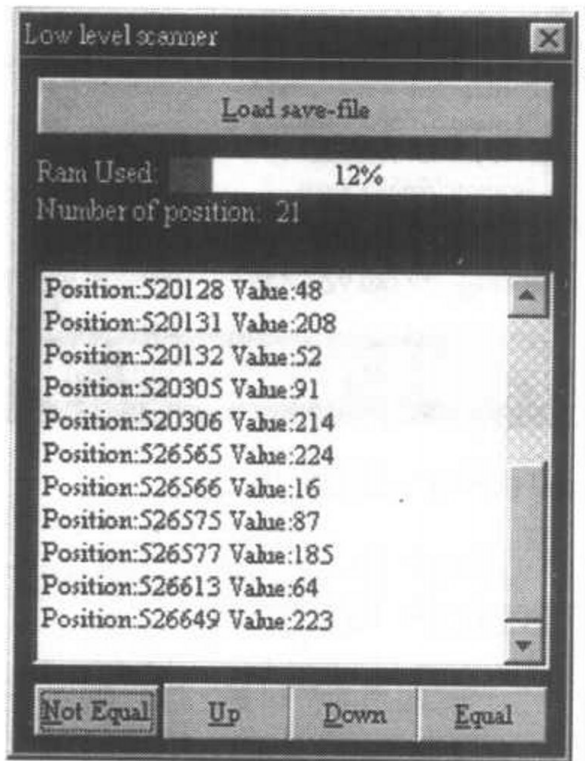 Low level scanner
Load save-file
Ram Used: 12%
Number of position: 21
Position:520128 Value:48
Position:520131 Value:208
Position:520132 Value:52
Position:520305 Value:91
Position:520306 Value:214
Position:526565 Value:224
Position:526566 Value:16
Position:526575 Value:87
Position:526577 Value:185
Position:526613 Value:64
Position:526649 Value:223
Not Equal Up Down Equal